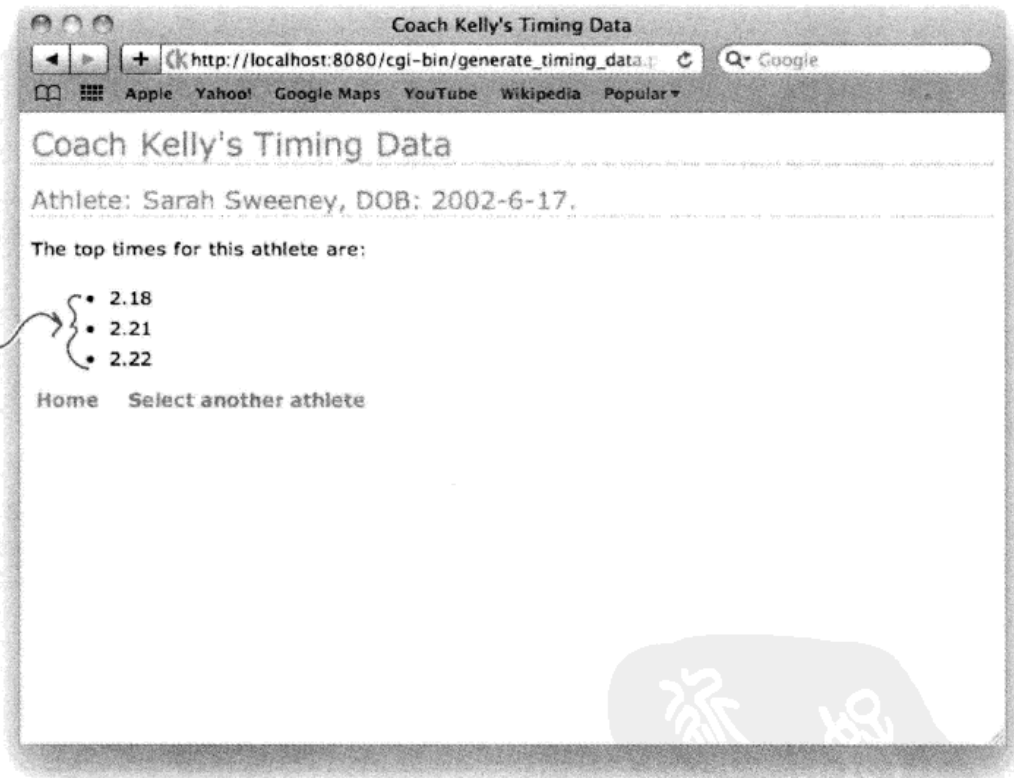 Coach Kelly's Timing Data
http://localhost:8080/cgi-bin/generate_timing_data.p
Google
Apple Yahoo! Google Maps YouTube Wikipedia Popular
Coach Kelly's Timing Data
Athlete: Sarah Sweeney, DOB: 2002-6-17.
The top times for this athlete are:
• 2.18
• 2.21
• 2.22
Home Select another athlete